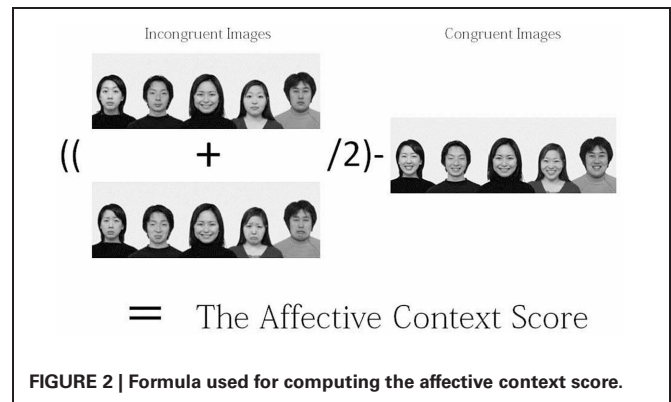 Incongruent Images Congruent Images
(( + /2)-
= The Affective Context Score
FIGURE 2 | Formula used for computing the affective context score.